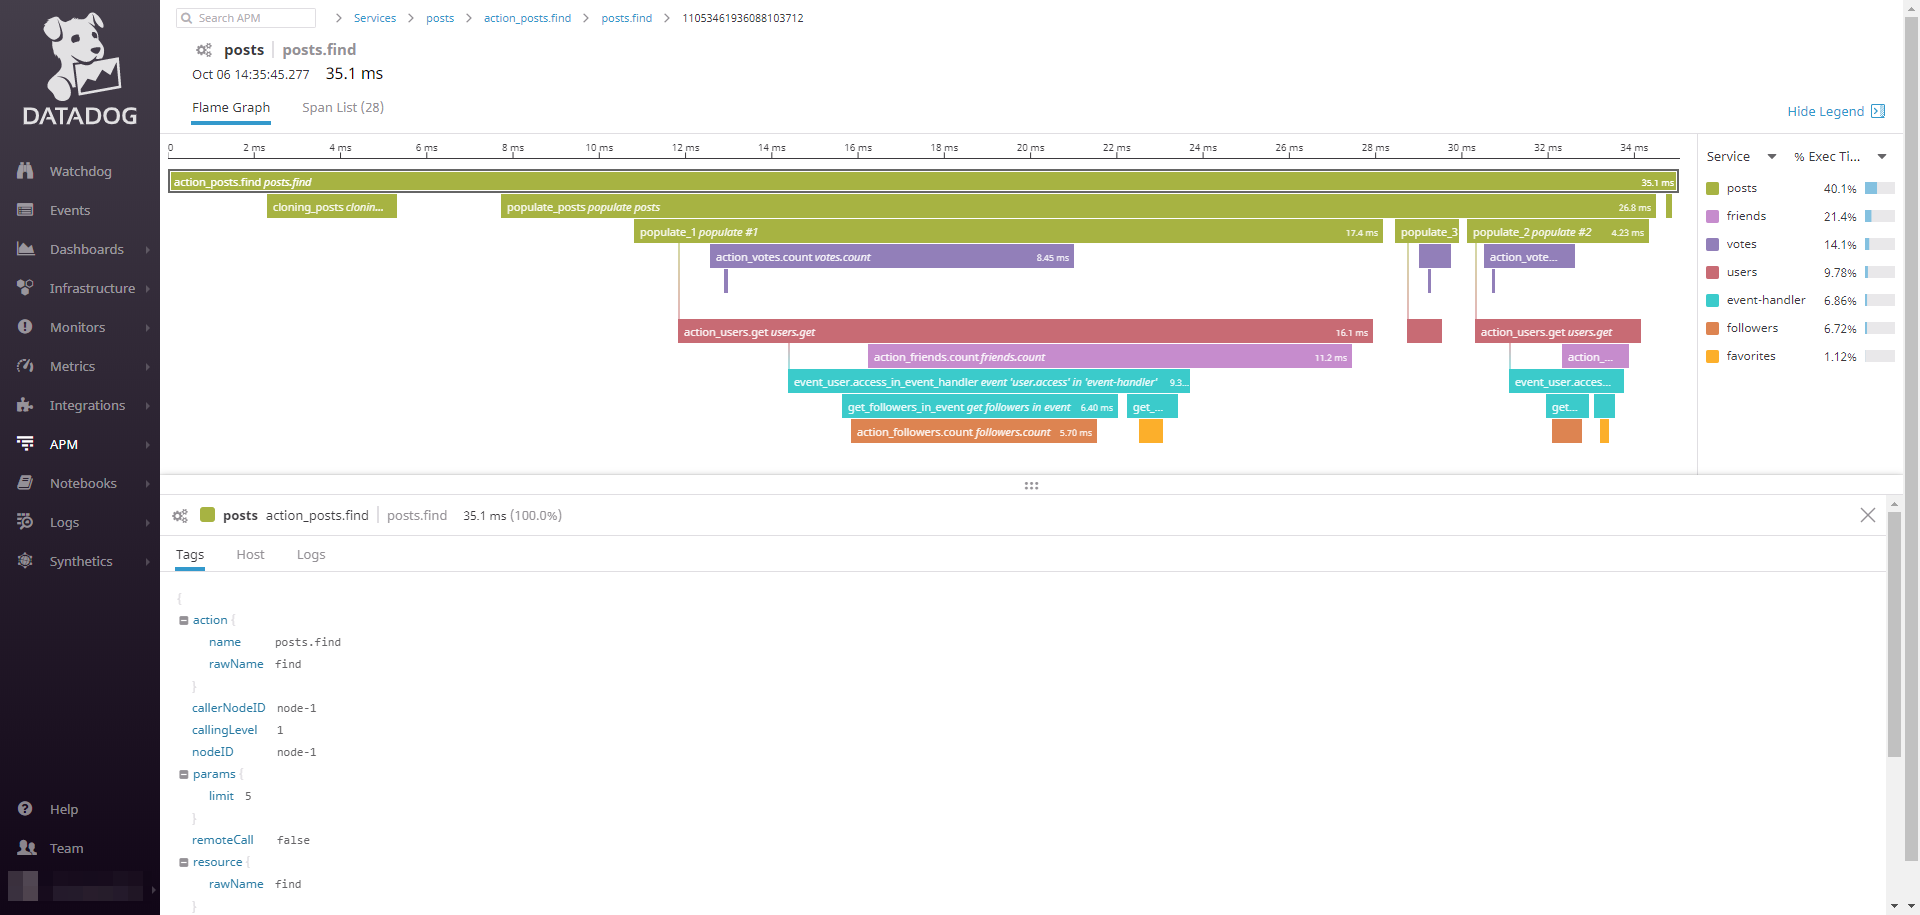 DATADOG
Watchdog
Events
Dashboards
Infrastructure
Monitors
Metrics
Integrations
APM
Notebooks
Logs
Synthetics
Help
Team
Search APM
Services
posts
action_posts.find
posts.find
11053461936088103712
posts posts.find
Oct 06 14:35:45.277 35.1 ms
Flame Graph Span List (28)
Hide Legend
0 2 ms 4 ms 6 ms 8 ms 10 ms 12 ms 14 ms 16 ms 18 ms 20 ms 22 ms 24 ms 26 ms 28 ms 30 ms 32 ms 34 ms
action_posts.find posts.find 35.1 ms
cloning_posts clonin... populate_posts populate posts 26.8 ms
populate_1 populate #1 17.4 ms populate_3 populate_2 populate #2 4.23 ms
action_votes.count votes.count 8.45 ms action_vote...
action_users.get users.get 16.1 ms action_users.get users.get
action_friends.count friends.count 11.2 ms action_...
event_user.access_in_event_handler event 'user.access' in 'event-handler' 9.3... event_user.acces...
get_followers_in_event get followers in event 6.40 ms get_... get...
action_followers.count followers.count 5.70 ms
Service % Exec Ti...
posts 40.1%
friends 21.4%
votes 14.1%
users 9.78%
event-handler 6.86%
followers 6.72%
favorites 1.12%
posts action_posts.find posts.find 35.1 ms (100.0%)
Tags Host Logs
{
action {
name posts.find
rawName find
}
callerNodeID node-1
callingLevel 1
nodeID node-1
params {
limit 5
}
remoteCall false
resource {
rawName find
}